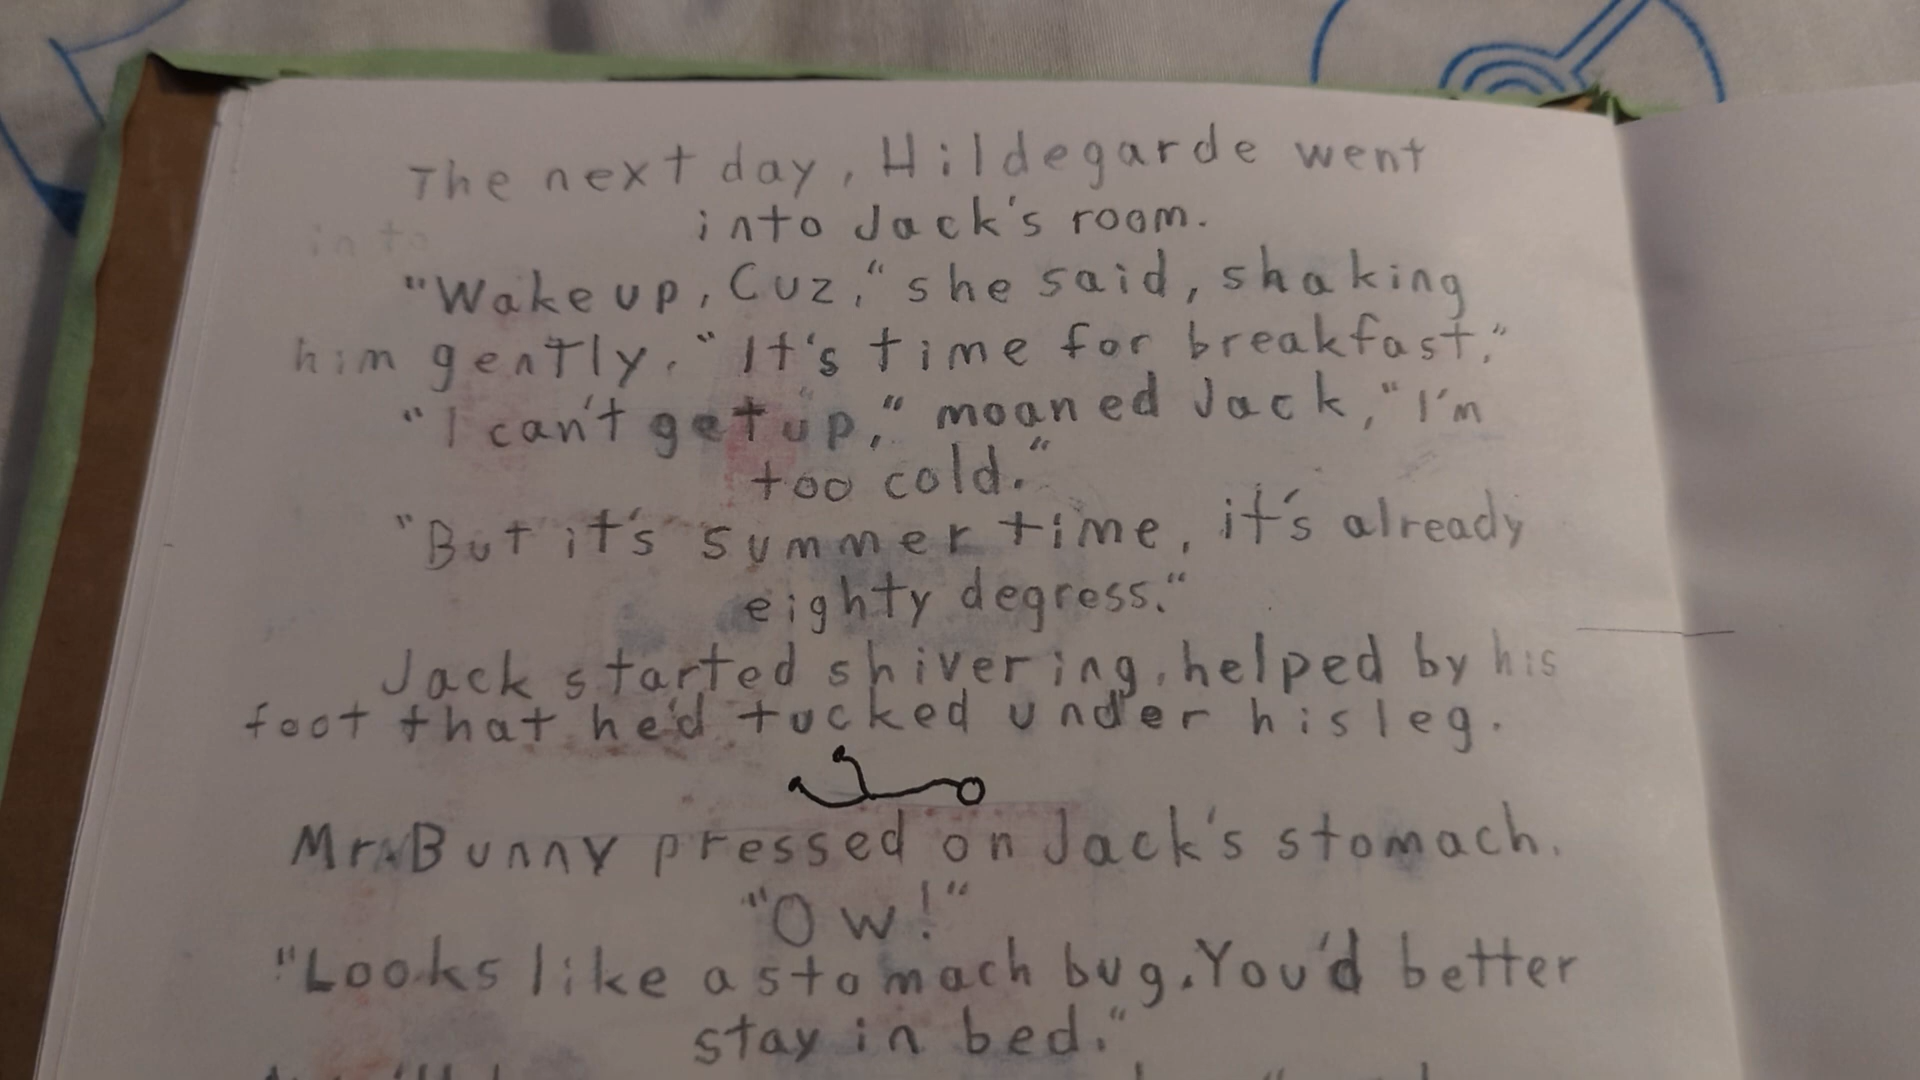 The next day, Hildegarde went
into Jack's room.
into
"Wake up, Cuz," she said, shaking
him gently. "It's time for breakfast."
"I can't get up," moaned Jack, "I'm
too cold."
"But it's summer time, it's already
eighty degress."
Jack started shivering, helped by his
foot that he'd tucked under his leg.
Mr. Bunny pressed on Jack's stomach.
"Ow!"
"Looks like a stomach bug. You'd better
stay in bed."